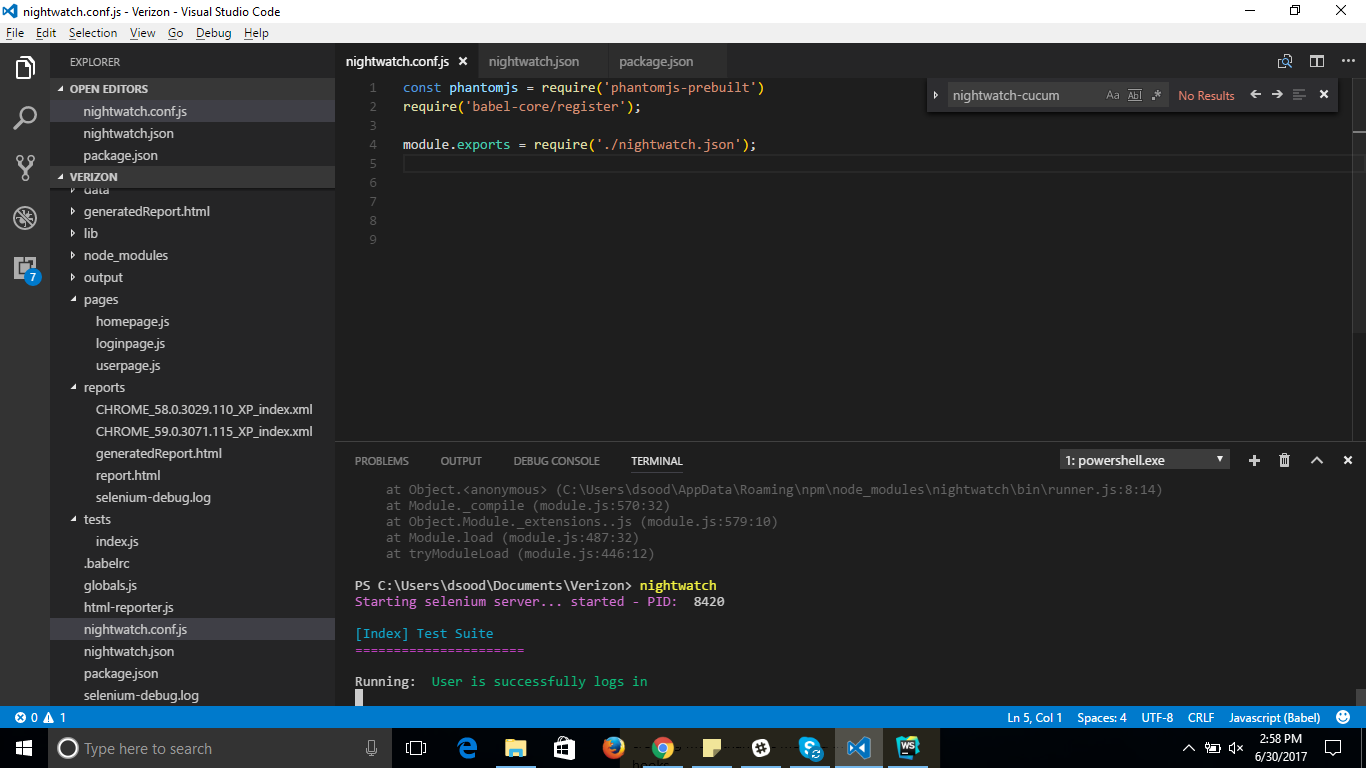 nightwatch.conf.js - Verizon - Visual Studio Code
File Edit Selection View Go Debug Help
EXPLORER
OPEN EDITORS
nightwatch.conf.js
nightwatch.json
package.json
VERIZON
data
generatedReport.html
lib
node_modules
output
pages
homepage.js
loginpage.js
userpage.js
reports
CHROME_58.0.3029.110_XP_index.xml
CHROME_59.0.3071.115_XP_index.xml
generatedReport.html
report.html
selenium-debug.log
tests
index.js
.babelrc
globals.js
html-reporter.js
nightwatch.conf.js
nightwatch.json
package.json
selenium-debug.log
7
nightwatch.conf.js nightwatch.json package.json
nightwatch-cucum Aa Abl .* No Results
1 const phantomjs = require('phantomjs-prebuilt')
2 require('babel-core/register');
3
4 module.exports = require('./nightwatch.json');
5
6
7
8
9
PROBLEMS OUTPUT DEBUG CONSOLE TERMINAL 1: powershell.exe
at Object.<anonymous> (C:\Users\dsood\AppData\Roaming\npm\node_modules\nightwatch\bin\runner.js:8:14)
at Module._compile (module.js:570:32)
at Object.Module._extensions..js (module.js:579:10)
at Module.load (module.js:487:32)
at tryModuleLoad (module.js:446:12)
PS C:\Users\dsood\Documents\Verizon> nightwatch
Starting selenium server... started - PID: 8420
[Index] Test Suite
======================
Running: User is successfully logs in
0 1 Ln 5, Col 1 Spaces: 4 UTF-8 CRLF Javascript (Babel)
Type here to search
WS
2:58 PM
6/30/2017